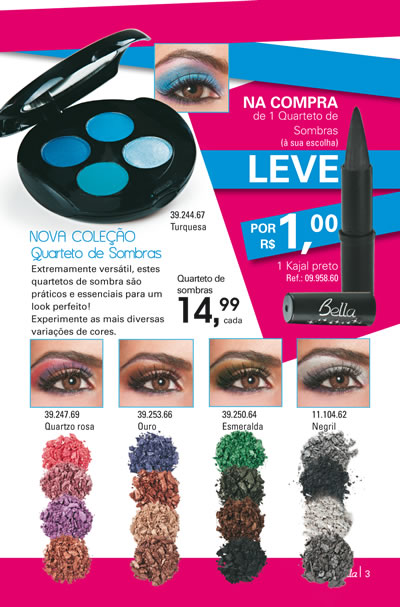 NA COMPRA
de 1 Quarteto de
Sombras
(à sua escolha)
LEVE
POR
R$
1,00
1 Kajal preto
Ref.: 09.958.60
Bella
39.244.67
Turquesa
NOVA COLEÇÃO
Quarteto de Sombras
Extremamente versátil, estes
quartetos de sombra são
práticos e essenciais para um
look perfeito!
Experimente as mais diversas
variações de cores.
Quarteto de
sombras
14,99
cada
39.247.69
Quartzo rosa
39.253.66
Ouro
39.250.64
Esmeralda
11.104.62
Negril
3